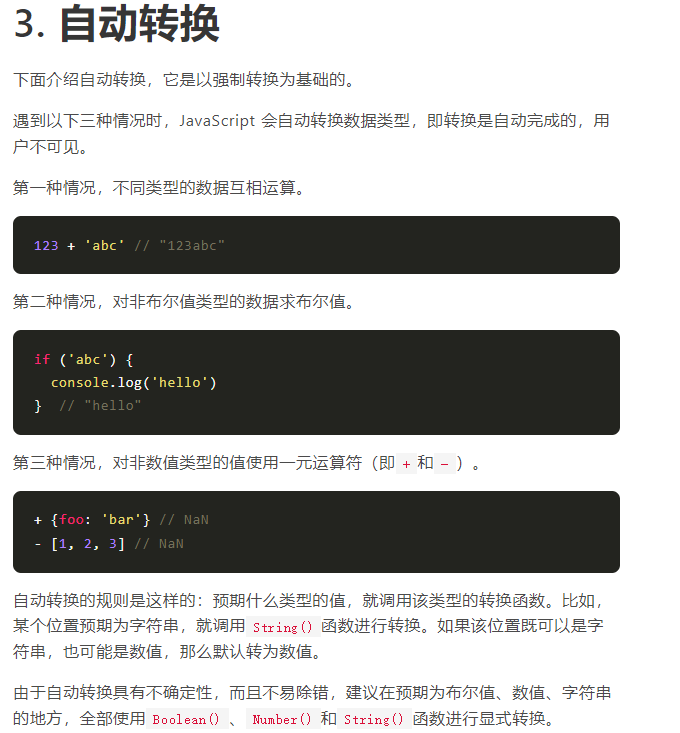 3. 自动转换
下面介绍自动转换，它是以强制转换为基础的。
遇到以下三种情况时，JavaScript 会自动转换数据类型，即转换是自动完成的，用
户不可见。
第一种情况，不同类型的数据互相运算。
123 + 'abc' // "123abc"
第二种情况，对非布尔值类型的数据求布尔值。
if ('abc') {
  console.log('hello')
}  // "hello"
第三种情况，对非数值类型的值使用一元运算符（即 + 和 - ）。
+ {foo: 'bar'} // NaN
- [1, 2, 3] // NaN
自动转换的规则是这样的：预期什么类型的值，就调用该类型的转换函数。比如，
某个位置预期为字符串，就调用 String() 函数进行转换。如果该位置既可以是字
符串，也可能是数值，那么默认转为数值。
由于自动转换具有不确定性，而且不易除错，建议在预期为布尔值、数值、字符串
的地方，全部使用 Boolean() 、 Number() 和 String() 函数进行显式转换。